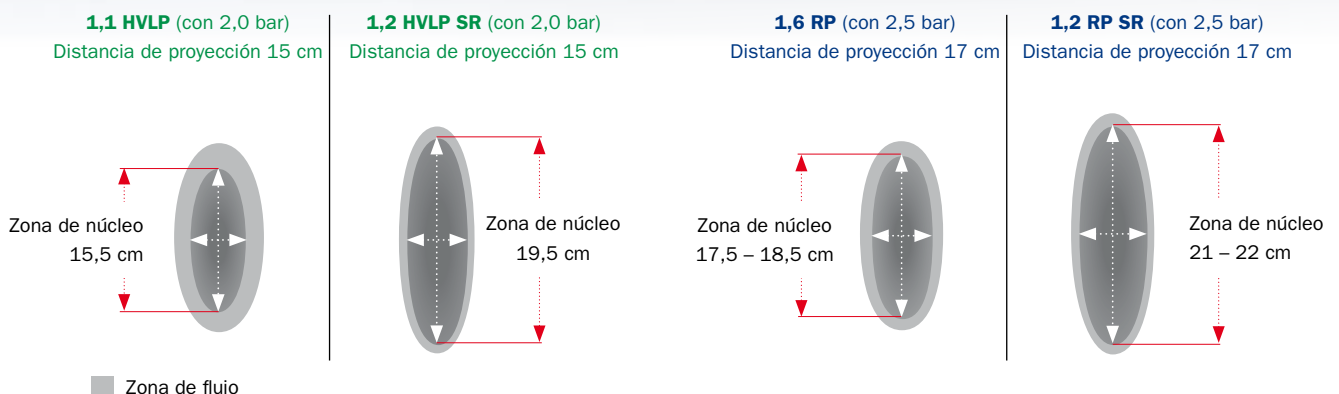 1,1 HVLP (con 2,0 bar)
Distancia de proyección 15 cm
1,2 HVLP SR (con 2,0 bar)
Distancia de proyección 15 cm
1,6 RP (con 2,5 bar)
Distancia de proyección 17 cm
1,2 RP SR (con 2,5 bar)
Distancia de proyección 17 cm
Zona de núcleo
15,5 cm
Zona de núcleo
19,5 cm
Zona de núcleo
17,5 – 18,5 cm
Zona de núcleo
21 – 22 cm
Zona de flujo